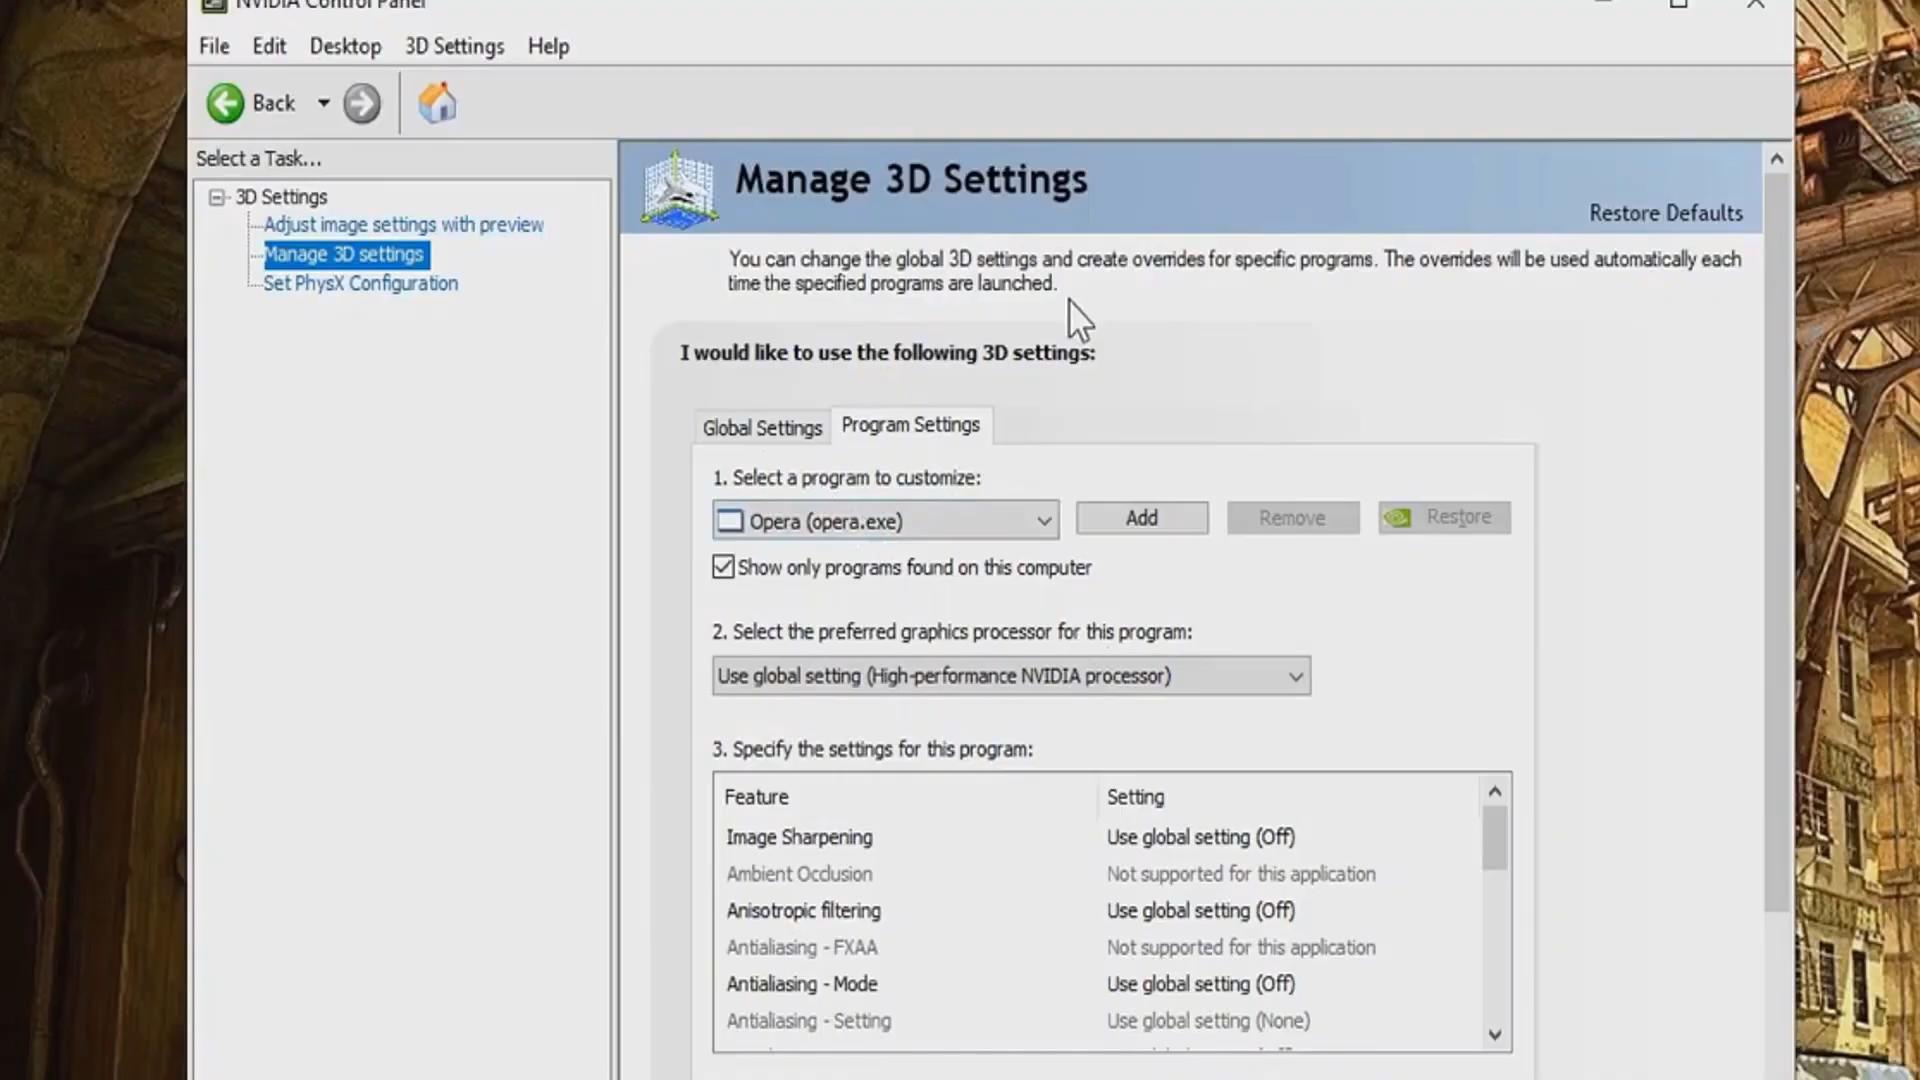 NVIDIA Control Panel
File Edit Desktop 3D Settings Help
Back
Select a Task...
3D Settings
Adjust image settings with preview
Manage 3D settings
Set PhysX Configuration
Manage 3D Settings
Restore Defaults
You can change the global 3D settings and create overrides for specific programs. The overrides will be used automatically each
time the specified programs are launched.
I would like to use the following 3D settings:
Global Settings Program Settings
1. Select a program to customize:
Opera (opera.exe) Add Remove Restore
Show only programs found on this computer
2. Select the preferred graphics processor for this program:
Use global setting (High-performance NVIDIA processor)
3. Specify the settings for this program:
Feature Setting
Image Sharpening Use global setting (Off)
Ambient Occlusion Not supported for this application
Anisotropic filtering Use global setting (Off)
Antialiasing - FXAA Not supported for this application
Antialiasing - Mode Use global setting (Off)
Antialiasing - Setting Use global setting (None)